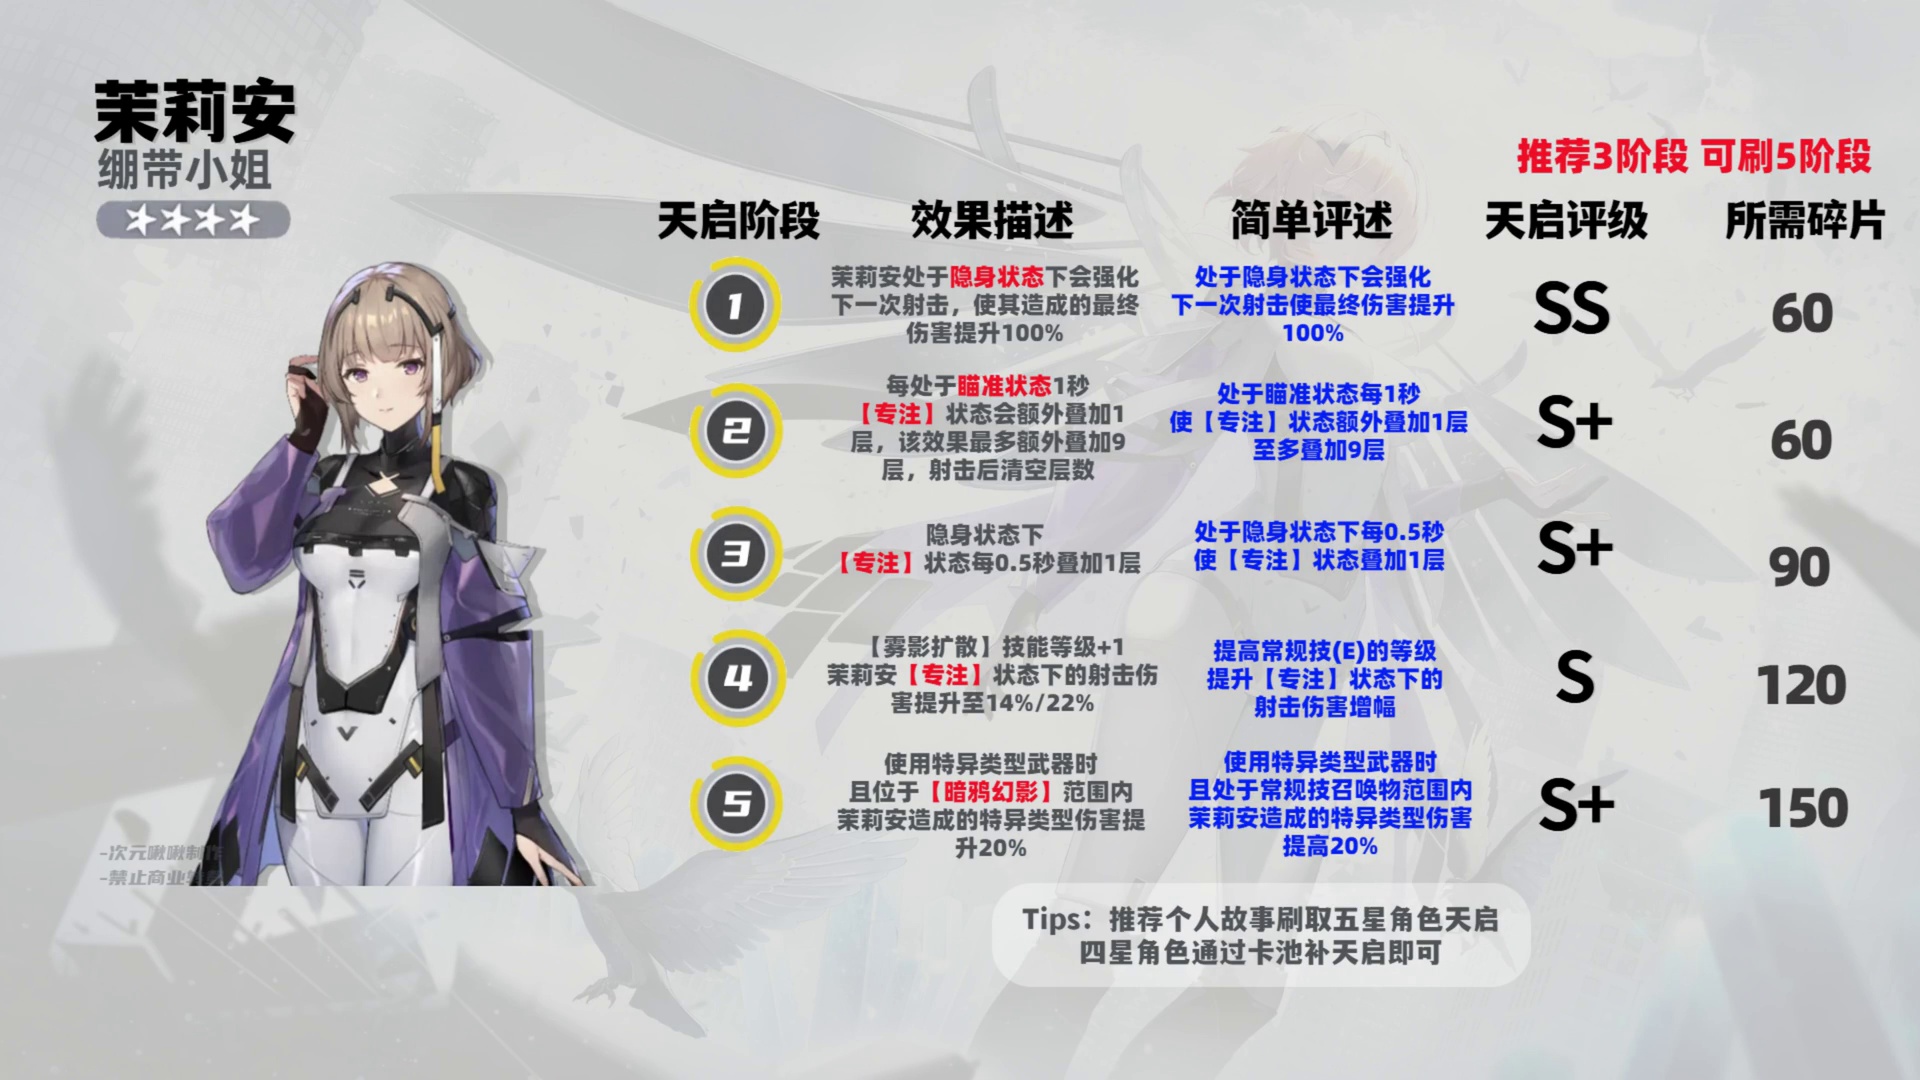 茉莉安
绷带小姐
推荐3阶段 可刷5阶段
天启阶段 效果描述 简单评述 天启评级 所需碎片
1
茉莉安处于隐身状态下会强化
下一次射击，使其造成的最终
伤害提升100%
处于隐身状态下会强化
下一次射击使最终伤害提升
100%
SS
60
2
每处于瞄准状态1秒
【专注】状态会额外叠加1
层，该效果最多额外叠加9
层，射击后清空层数
处于瞄准状态每1秒
使【专注】状态额外叠加1层
至多叠加9层
S+
60
3
隐身状态下
【专注】状态每0.5秒叠加1层
处于隐身状态下每0.5秒
使【专注】状态叠加1层
S+
90
4
【雾影扩散】技能等级+1
茉莉安【专注】状态下的射击伤
害提升至14%/22%
提高常规技(E)的等级
提升【专注】状态下的
射击伤害增幅
S
120
5
使用特异类型武器时
且位于【暗鸦幻影】范围内
茉莉安造成的特异类型伤害提
升20%
使用特异类型武器时
且处于常规技召唤物范围内
茉莉安造成的特异类型伤害
提高20%
S+
150
-次元啾啾制
-禁止商业
Tips：推荐个人故事刷取五星角色天启
四星角色通过卡池补天启即可